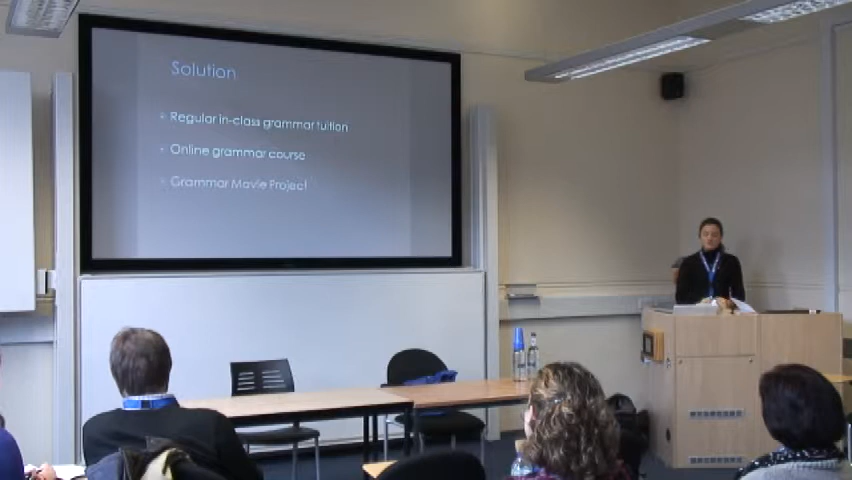 Solution
Regular in-class grammar tuition
Online grammar course
Grammar Movie Project